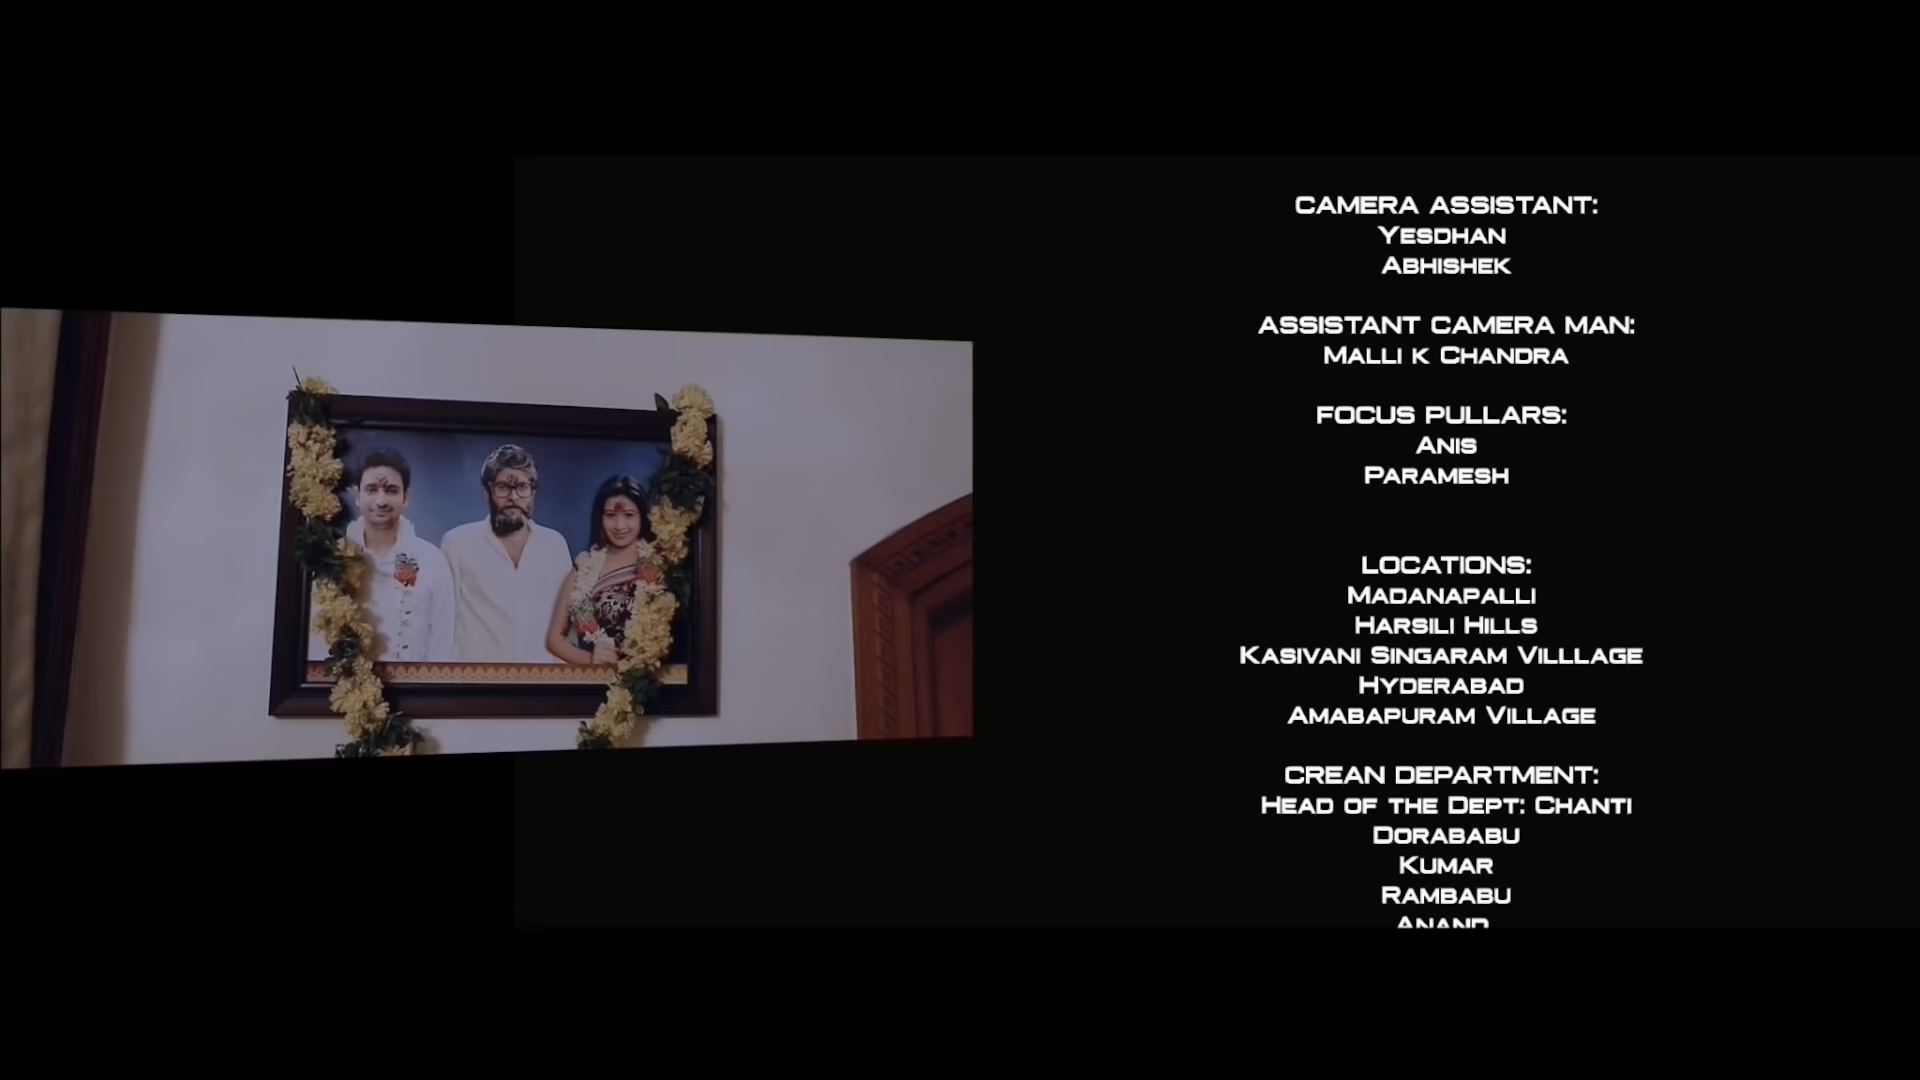 CAMERA ASSISTANT:
YESDHAN
ABHISHEK
ASSISTANT CAMERA MAN:
MALLI K CHANDRA
FOCUS PULLARS:
ANIS
PARAMESH
LOCATIONS:
MADANAPALLI
HARSILI HILLS
KASIVANI SINGARAM VILLLAGE
HYDERABAD
AMABAPURAM VILLAGE
CREAN DEPARTMENT:
HEAD OF THE DEPT: CHANTI
DORABABU
KUMAR
RAMBABU
ANAND